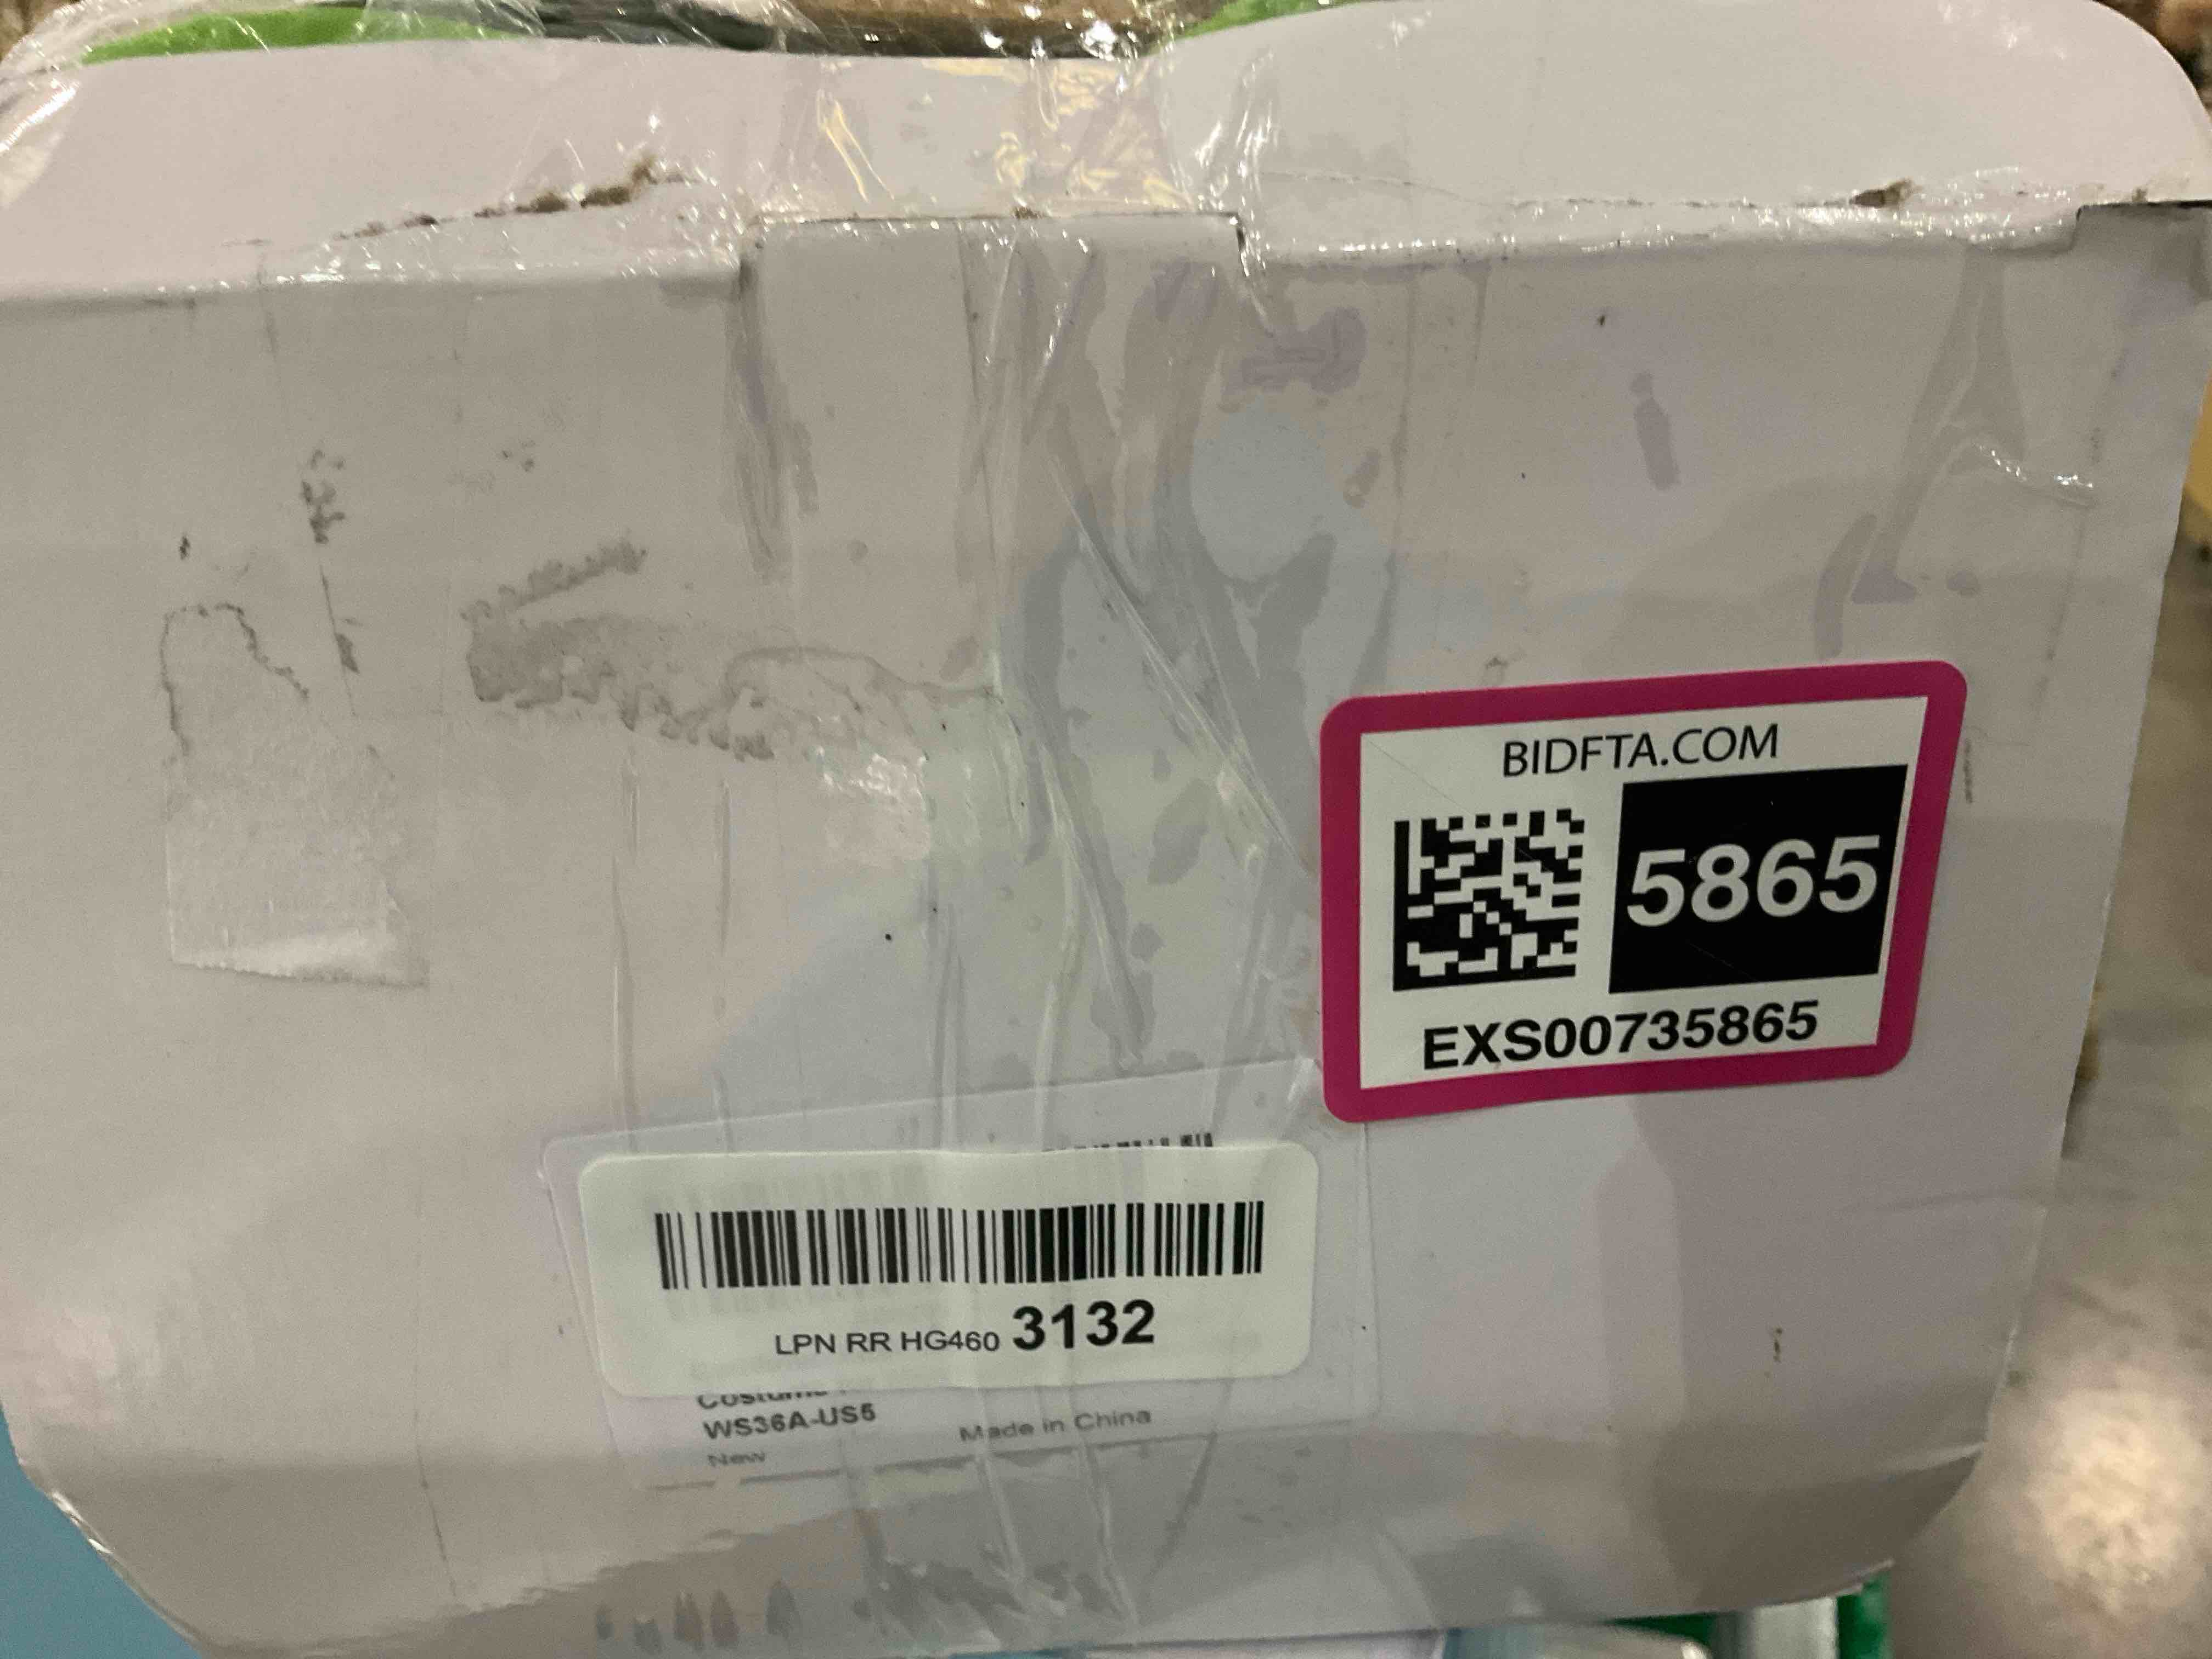 BIDFTA.COM
5865
EXS00735865
LPN RR HG460 3132
WS36A-US5
Made in China
New